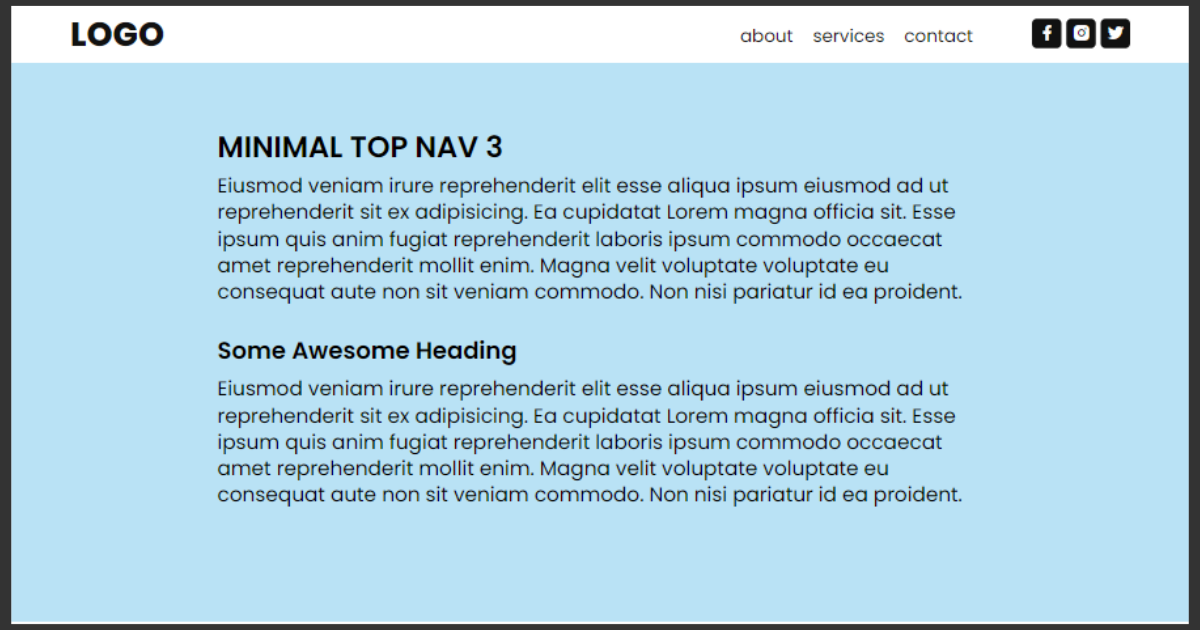 LOGO
about services contact
MINIMAL TOP NAV 3
Eiusmod veniam irure reprehenderit elit esse aliqua ipsum eiusmod ad ut
reprehenderit sit ex adipisicing. Ea cupidatat Lorem magna officia sit. Esse
ipsum quis anim fugiat reprehenderit laboris ipsum commodo occaecat
amet reprehenderit mollit enim. Magna velit voluptate voluptate eu
consequat aute non sit veniam commodo. Non nisi pariatur id ea proident.
Some Awesome Heading
Eiusmod veniam irure reprehenderit elit esse aliqua ipsum eiusmod ad ut
reprehenderit sit ex adipisicing. Ea cupidatat Lorem magna officia sit. Esse
ipsum quis anim fugiat reprehenderit laboris ipsum commodo occaecat
amet reprehenderit mollit enim. Magna velit voluptate voluptate eu
consequat aute non sit veniam commodo. Non nisi pariatur id ea proident.